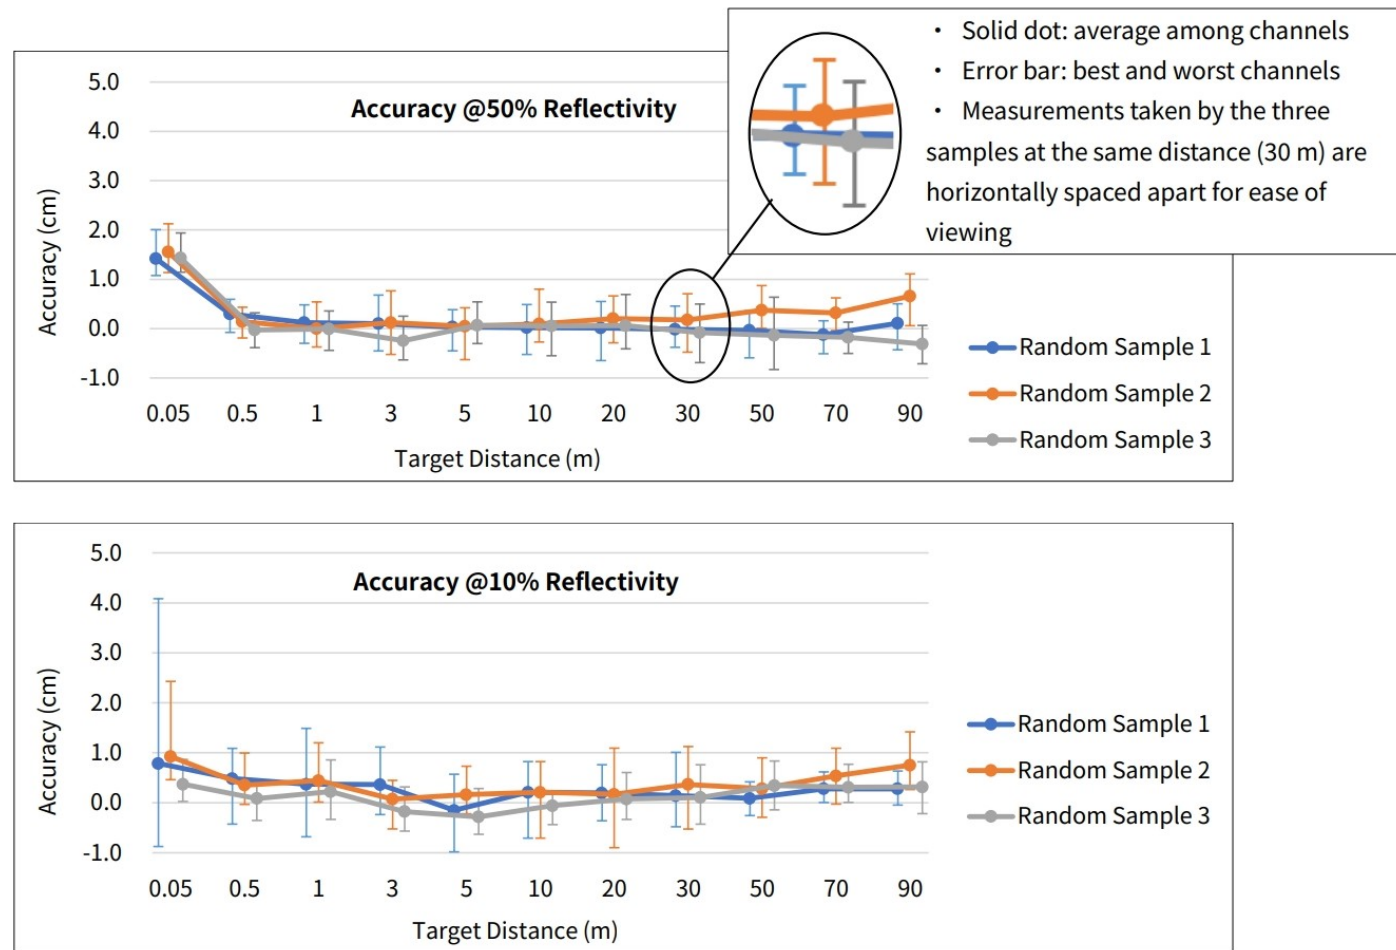 • Solid dot: average among channels
• Error bar: best and worst channels
• Measurements taken by the three
samples at the same distance (30 m) are
horizontally spaced apart for ease of
viewing
Accuracy @50% Reflectivity
Accuracy (cm)
5.0
4.0
3.0
2.0
1.0
0.0
-1.0
0.05 0.5 1 3 5 10 20 30 50 70 90
Target Distance (m)
Random Sample 1
Random Sample 2
Random Sample 3
Accuracy @10% Reflectivity
Accuracy (cm)
5.0
4.0
3.0
2.0
1.0
0.0
-1.0
0.05 0.5 1 3 5 10 20 30 50 70 90
Target Distance (m)
Random Sample 1
Random Sample 2
Random Sample 3